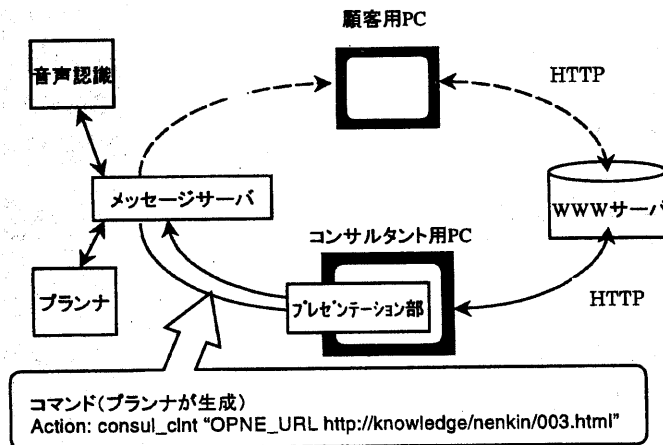 顧客用PC
音声認識
HTTP
メッセージサーバ
WWWサーバ
コンサルタント用PC
プランナ
プレゼンテーション部
HTTP
コマンド(プランナが生成)
Action: consul_clnt “OPNE_URL http://knowledge/nenkin/003.html”